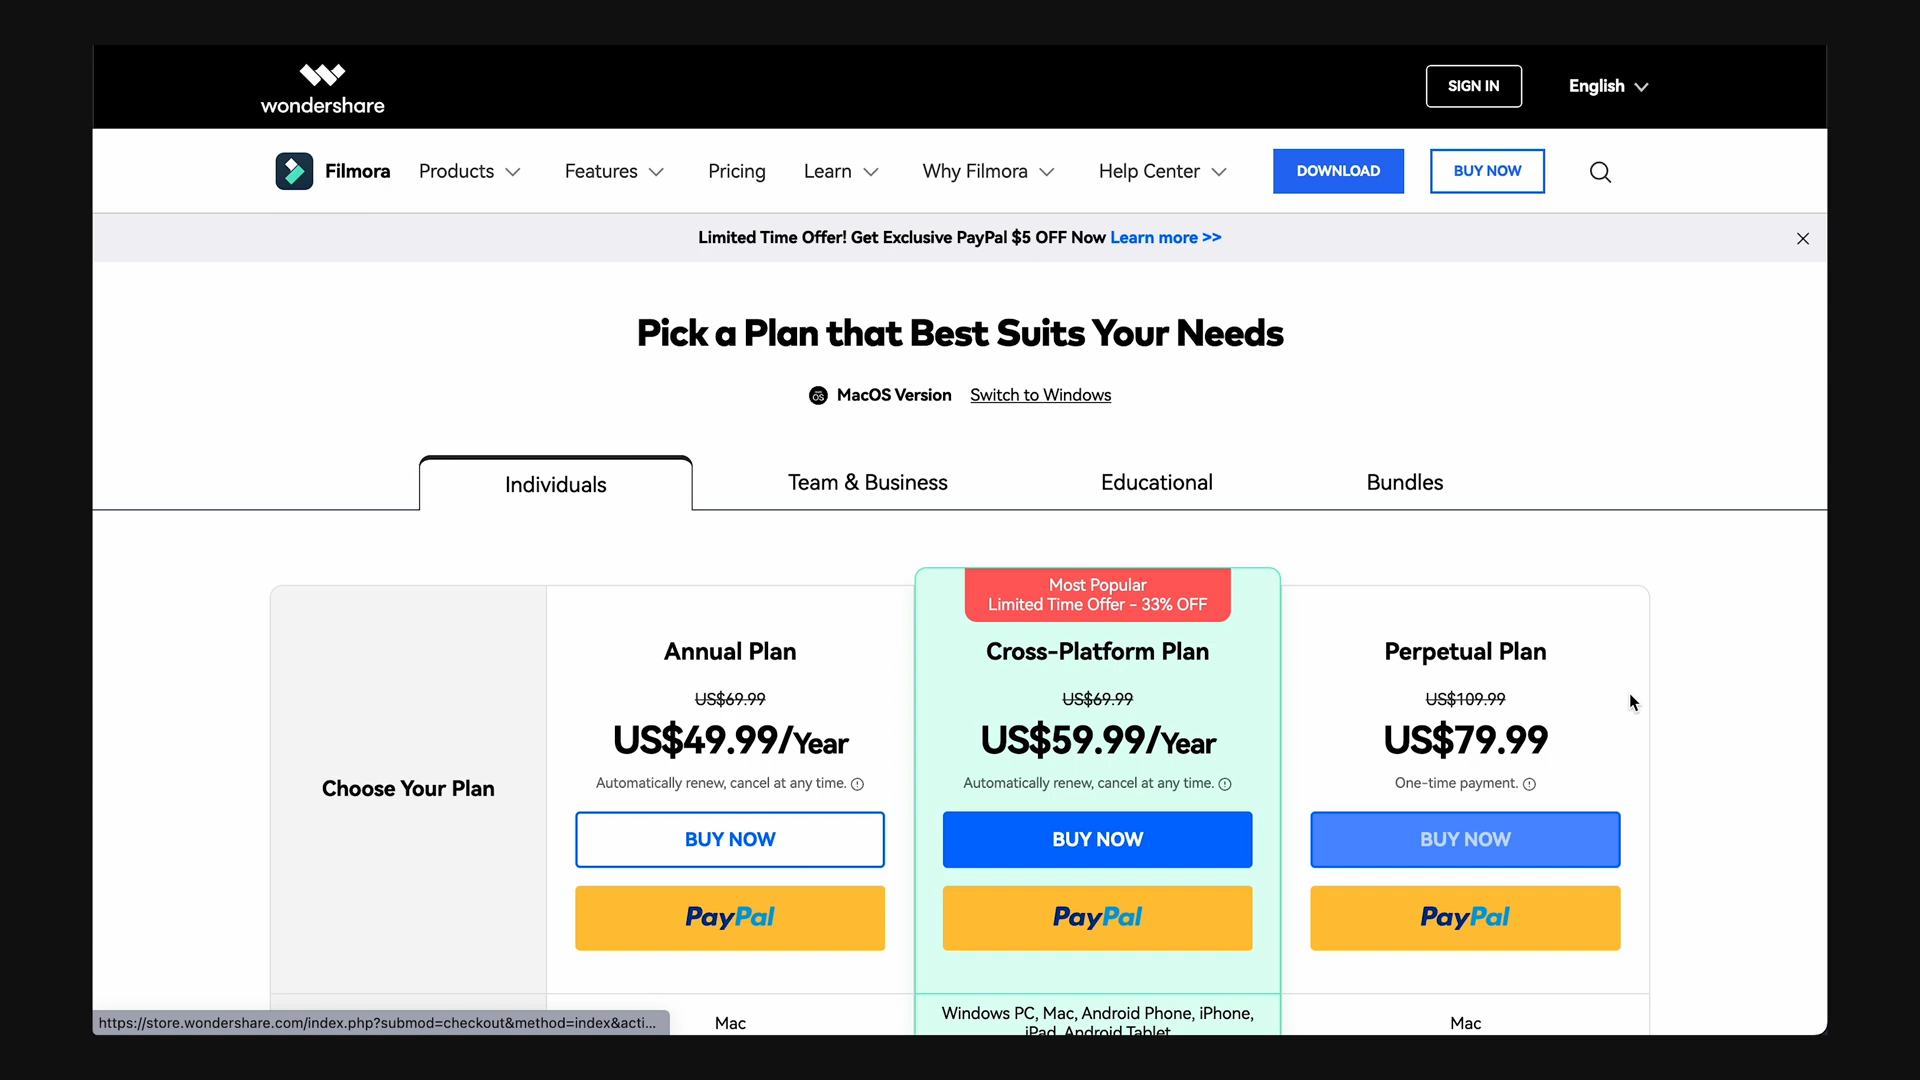 wondershare
SIGN IN
English
Filmora
Products
Features
Pricing
Learn
Why Filmora
Help Center
DOWNLOAD
BUY NOW
Limited Time Offer! Get Exclusive PayPal $5 OFF Now Learn more >>
Pick a Plan that Best Suits Your Needs
MacOS Version
Switch to Windows
Individuals
Team & Business
Educational
Bundles
Choose Your Plan
Annual Plan
US$69.99
US$49.99/Year
Automatically renew, cancel at any time.
BUY NOW
PayPal
Mac
Most Popular
Limited Time Offer - 33% OFF
Cross-Platform Plan
US$69.99
US$59.99/Year
Automatically renew, cancel at any time.
BUY NOW
PayPal
Windows PC, Mac, Android Phone, iPhone,
iPad, Android Tablet
Perpetual Plan
US$109.99
US$79.99
One-time payment.
BUY NOW
PayPal
Mac
https://store.wondershare.com/index.php?submod=checkout&method=index&acti...